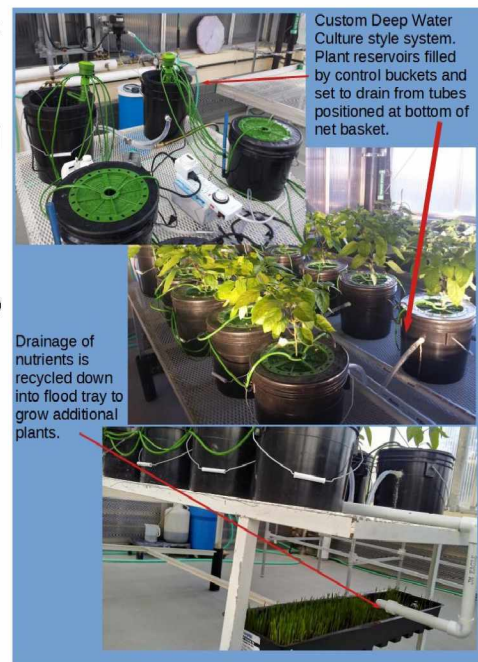 Custom Deep Water
Culture style system.
Plant reservoirs filled
by control buckets and
set to drain from tubes
positioned at bottom of
net basket.
Drainage of
nutrients is
recycled down
into flood tray to
grow additional
plants.